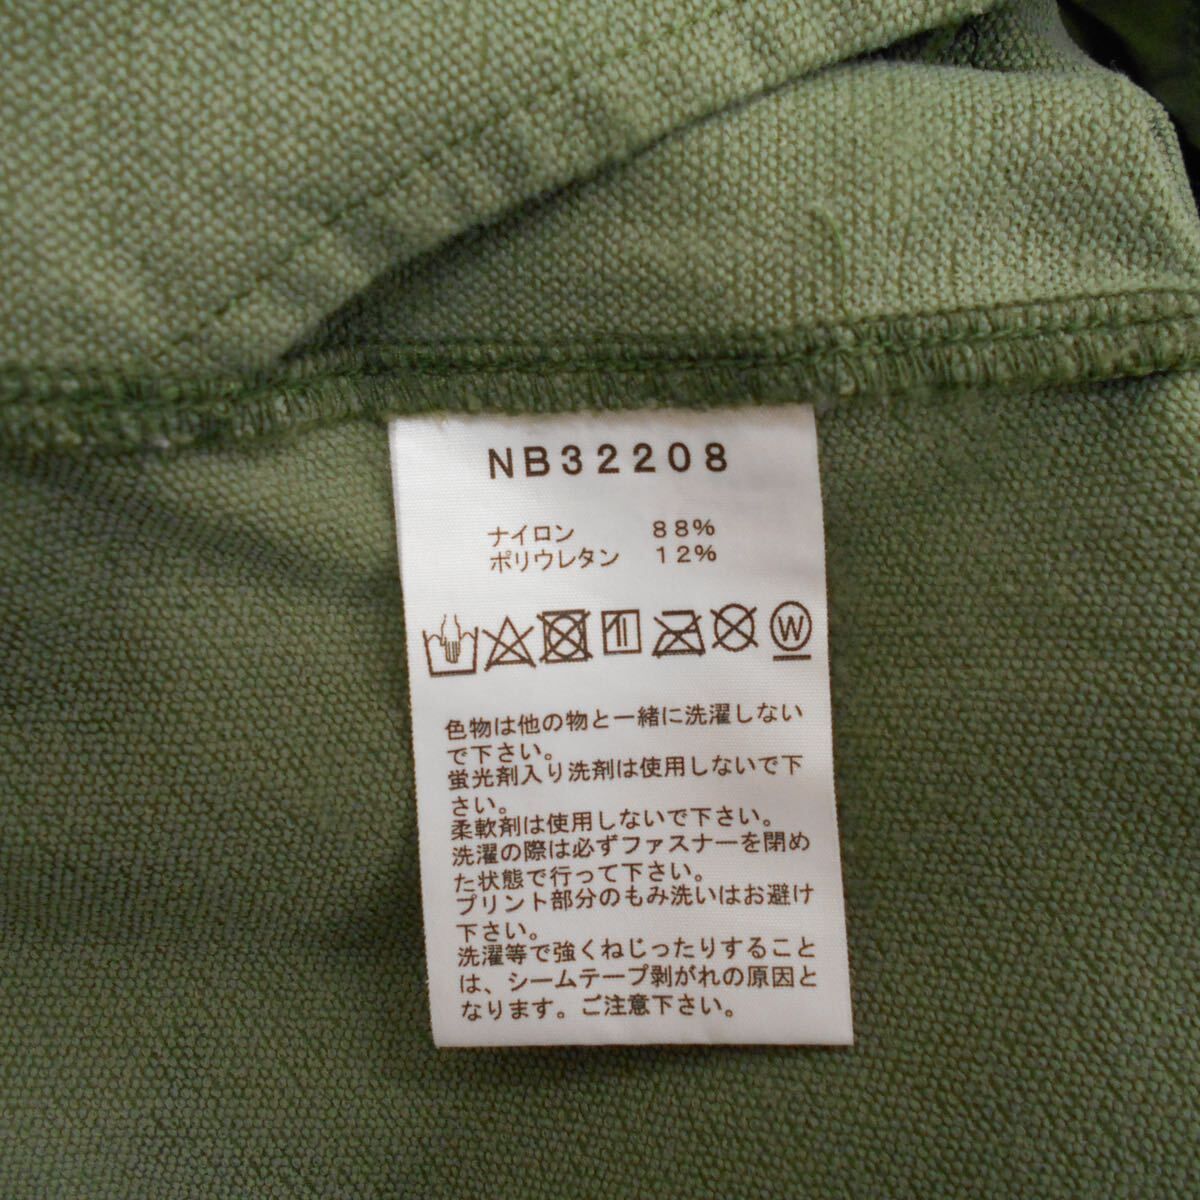 NB32208
ナイロン 88%
ポリウレタン 12%
W
色物は他の物と一緒に洗濯しない
で下さい。
蛍光剤入り洗剤は使用しないで下
さい。
柔軟剤は使用しないで下さい。
洗濯の際は必ずファスナーを閉め
た状態で行って下さい。
プリント部分のもみ洗いはお避け
下さい。
洗濯等で強くねじったりすること
は、シームテープ剥がれの原因と
なります。ご注意下さい。